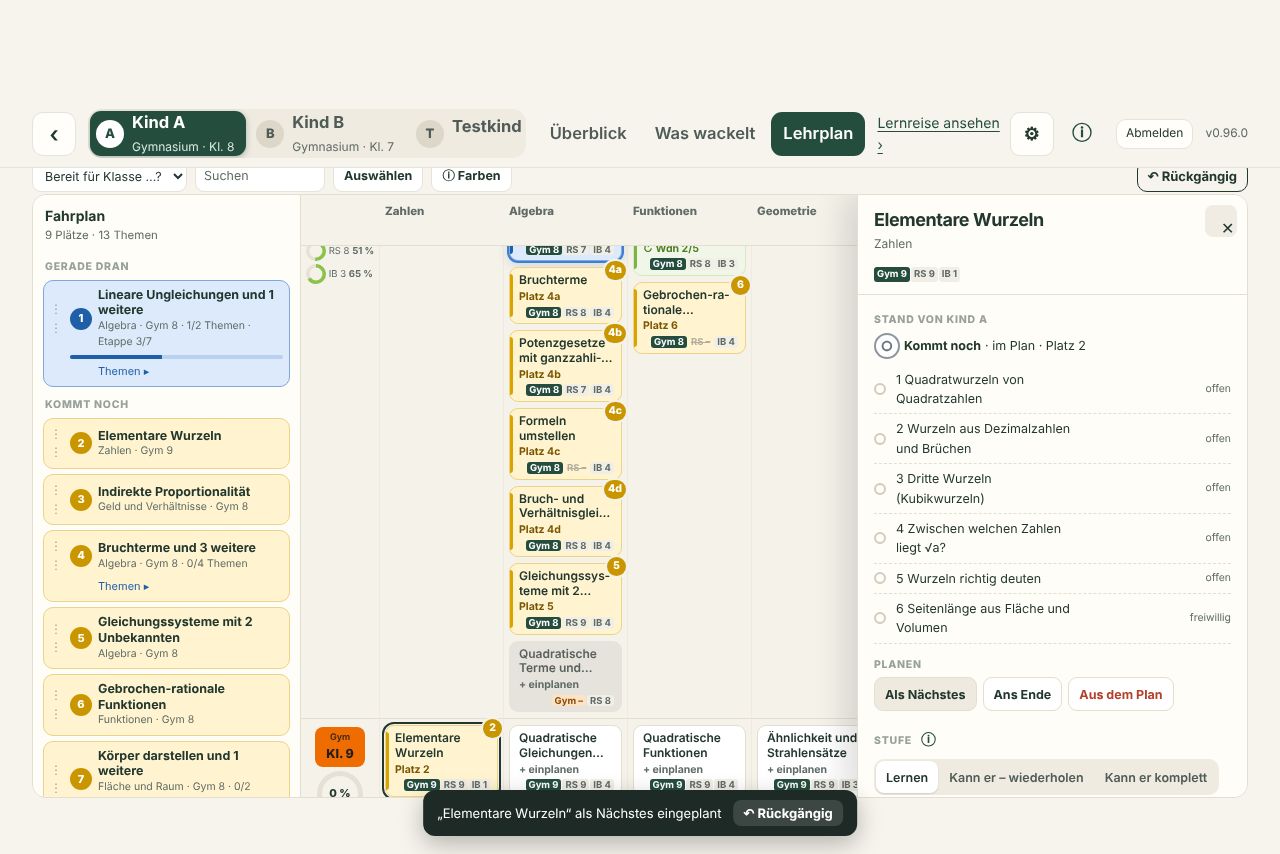 ‹
A
Kind A
Gymnasium · Kl. 8
B
Kind B
Gymnasium · Kl. 7
T
Testkind
Überblick
Was wackelt
Lehrplan
Lernreise ansehen
›
Abmelden
v0.96.0
Bereit für Klasse ...?
Suchen
Auswählen
ⓘ Farben
↶ Rückgängig
Fahrplan
9 Plätze · 13 Themen
GERADE DRAN
1
Lineare Ungleichungen und 1
weitere
Algebra · Gym 8 · 1/2 Themen ·
Etappe 3/7
Themen ▸
KOMMT NOCH
2
Elementare Wurzeln
Zahlen · Gym 9
3
Indirekte Proportionalität
Geld und Verhältnisse · Gym 8
4
Bruchterme und 3 weitere
Algebra · Gym 8 · 0/4 Themen
Themen ▸
5
Gleichungssysteme mit 2
Unbekannten
Algebra · Gym 8
6
Gebrochen-rationale
Funktionen
Funktionen · Gym 8
7
Körper darstellen und 1
weitere
Fläche und Raum · Gym 8 · 0/2
Zahlen
Algebra
Funktionen
Geometrie
RS 8 51 %
IB 3 65 %
Gym 8 RS 7 IB 4
4a
Bruchterme
Platz 4a
Gym 8 RS 8 IB 4
4b
Potenzgesetze
mit ganzzahli-...
Platz 4b
Gym 8 RS 7 IB 4
4c
Formeln
umstellen
Platz 4c
Gym 8 RS – IB 4
4d
Bruch- und
Verhältnisglei...
Platz 4d
Gym 8 RS 8 IB 4
5
Gleichungssys-
teme mit 2...
Platz 5
Gym 8 RS 9 IB 4
Quadratische
Terme und...
+ einplanen
Gym – RS 8
Wdh 2/5
Gym 8 RS 8 IB 3
6
Gebrochen-ra-
tionale...
Platz 6
Gym 8 RS – IB 4
Gym
Kl. 9
0 %
2
Elementare
Wurzeln
Platz 2
Gym 9 RS 9 IB 1
Quadratische
Gleichungen...
+ einplanen
Gym 9 RS 9 IB 4
Quadratische
Funktionen
+ einplanen
Gym 9 RS 9 IB 4
Ähnlichkeit und
Strahlensätze
+ einplanen
Gym 9 RS 9 IB 3
Elementare Wurzeln
✕
Zahlen
Gym 9 RS 9 IB 1
STAND VON KIND A
Kommt noch · im Plan · Platz 2
1 Quadratwurzeln von
Quadratzahlen
offen
2 Wurzeln aus Dezimalzahlen
und Brüchen
offen
3 Dritte Wurzeln
(Kubikwurzeln)
offen
4 Zwischen welchen Zahlen
liegt √a?
offen
5 Wurzeln richtig deuten
offen
6 Seitenlänge aus Fläche und
Volumen
freiwillig
PLANEN
Als Nächstes
Ans Ende
Aus dem Plan
STUFE ⓘ
Lernen
Kann er – wiederholen
Kann er komplett
„Elementare Wurzeln“ als Nächstes eingeplant
↶ Rückgängig